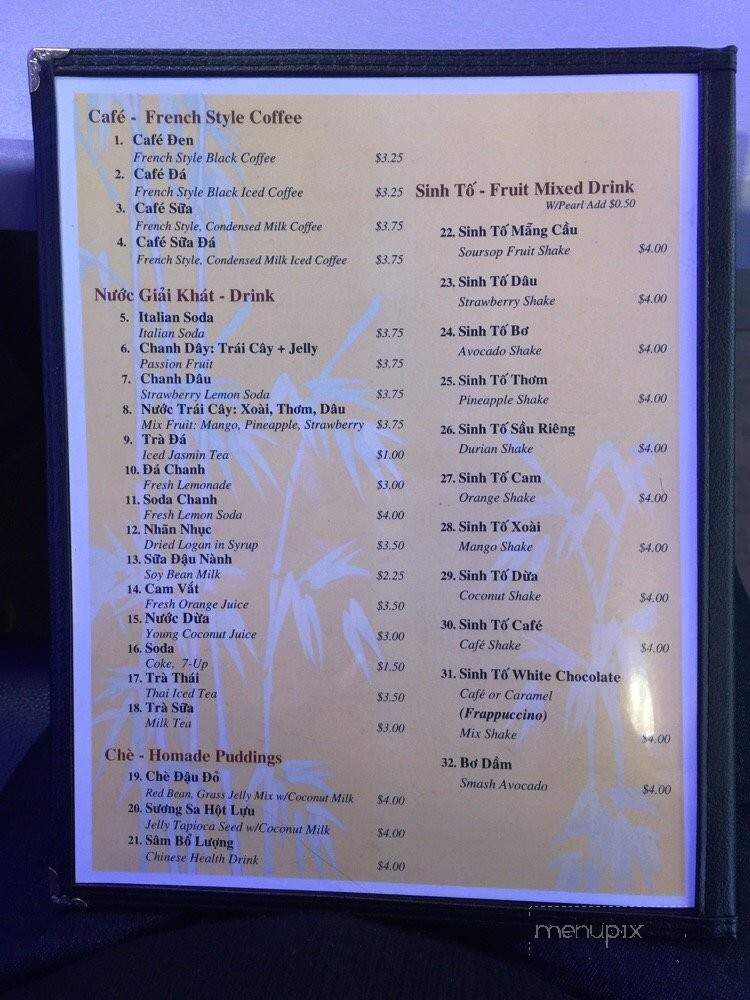 Café - French Style Coffee
1. Café Đen
French Style Black Coffee $3.25
2. Café Đá
French Style Black Iced Coffee $3.25
3. Café Sữa
French Style, Condensed Milk Coffee $3.75
4. Café Sữa Đá
French Style, Condensed Milk Iced Coffee $3.75
Nước Giải Khát - Drink
5. Italian Soda
Italian Soda $3.75
6. Chanh Dây: Trái Cây + Jelly
Passion Fruit $3.75
7. Chanh Dâu
Strawberry Lemon Soda $3.75
8. Nước Trái Cây: Xoài, Thơm, Dâu
Mix Fruit: Mango, Pineapple, Strawberry $3.75
9. Trà Đá
Iced Jasmin Tea $1.00
10. Đá Chanh
Fresh Lemonade $3.00
11. Soda Chanh
Fresh Lemon Soda $4.00
12. Nhãn Nhục
Dried Logan in Syrup $3.50
13. Sữa Đậu Nành
Soy Bean Milk $2.25
14. Cam Vắt
Fresh Orange Juice $3.50
15. Nước Dừa
Young Coconut Juice $3.00
16. Soda
Coke, 7-Up $1.50
17. Trà Thái
Thai Iced Tea $3.50
18. Trà Sữa
Milk Tea $3.00
Chè - Homade Puddings
19. Chè Đậu Đỏ
Red Bean, Grass Jelly Mix w/Coconut Milk $4.00
20. Sương Sa Hột Lựu
Jelly Tapioca Seed w/Coconut Milk $4.00
21. Sâm Bổ Lượng
Chinese Health Drink $4.00
Sinh Tố - Fruit Mixed Drink
W/Pearl Add $0.50
22. Sinh Tố Mẵng Cầu
Soursop Fruit Shake $4.00
23. Sinh Tố Dâu
Strawberry Shake $4.00
24. Sinh Tố Bơ
Avocado Shake $4.00
25. Sinh Tố Thơm
Pineapple Shake $4.00
26. Sinh Tố Sầu Riêng
Durian Shake $4.00
27. Sinh Tố Cam
Orange Shake $4.00
28. Sinh Tố Xoài
Mango Shake $4.00
29. Sinh Tố Dừa
Coconut Shake $4.00
30. Sinh Tố Café
Café Shake $4.00
31. Sinh Tố White Chocolate
Café or Caramel
(Frappuccino)
Mix Shake $4.00
32. Bơ Dầm
Smash Avocado $4.00
menupix